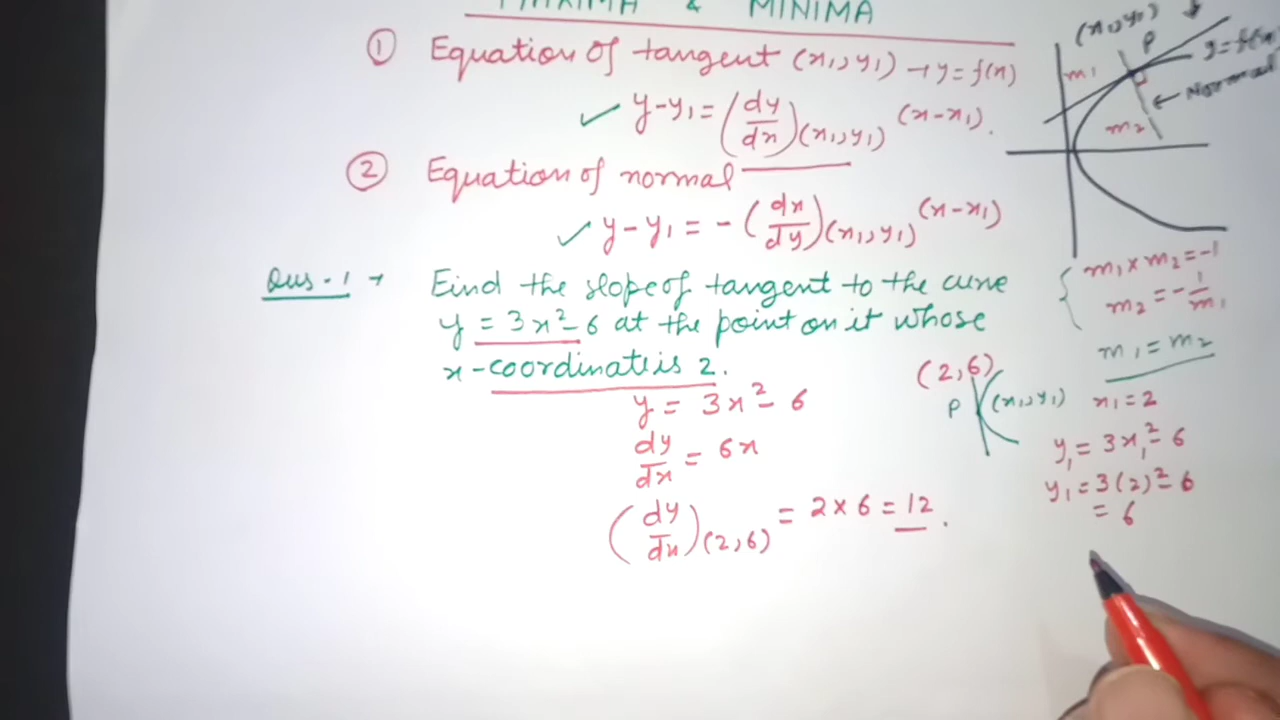 MAXIMA & MINIMA
① Equation of tangent (x₁,y₁) → y=f(x)
✓ y-y₁ = (dy/dx)(x₁,y₁) (x-x₁).
② Equation of normal
✓ y-y₁ = -(dx/dy)(x₁,y₁) (x-x₁)
Ques-1 → Find the slope of tangent to the curve
y = 3x²-6 at the point on it whose
x-coordinate is 2.
y = 3x²-6
dy/dx = 6x
(dy/dx)(2,6) = 2×6 = 12.
(x₁,y₁)
P
y=f(x)
m₁
Normal
m₂
m₁×m₂=-1
m₂=-1/m₁
m₁=m₂
(2,6)
P (x₁,y₁)
x₁=2
y₁=3x₁²-6
y₁=3(2)²-6
=6